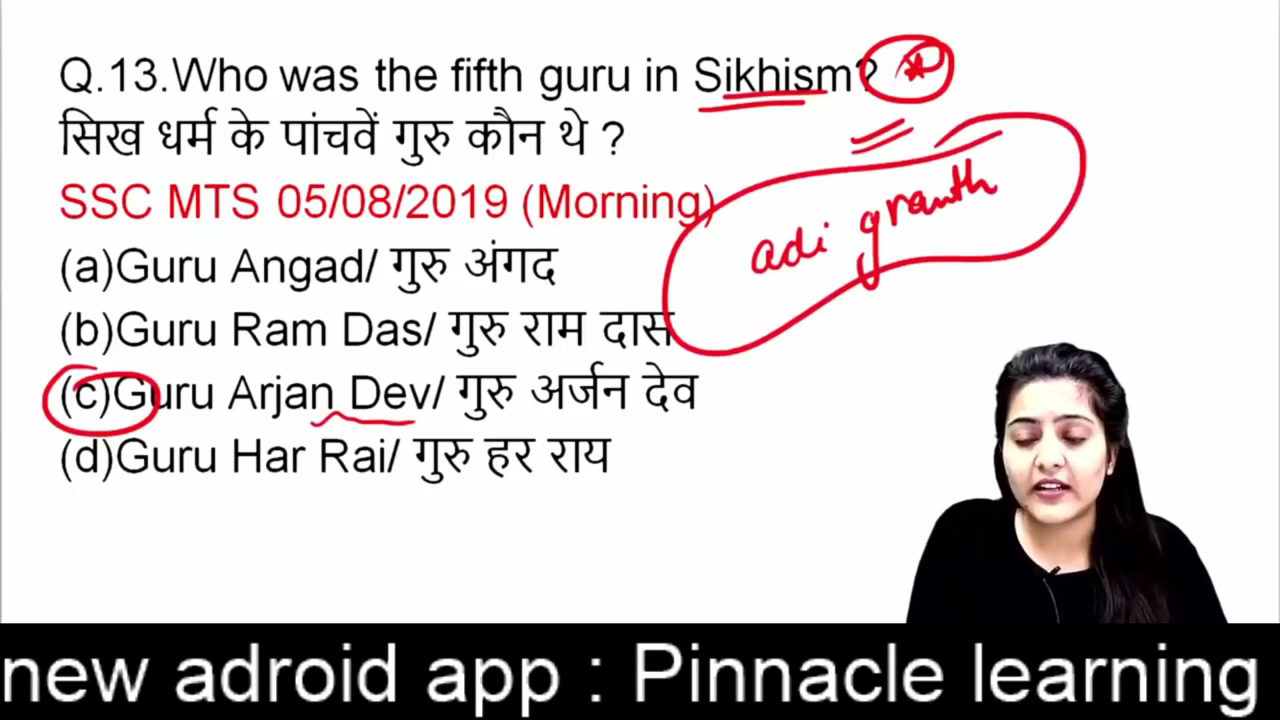 Q.13.Who was the fifth guru in Sikhism?
सिख धर्म के पांचवें गुरु कौन थे ?
SSC MTS 05/08/2019 (Morning)
adi granth
(a)Guru Angad/ गुरु अंगद
(b)Guru Ram Das/ गुरु राम दास
(c)Guru Arjan Dev/ गुरु अर्जन देव
(d)Guru Har Rai/ गुरु हर राय
new adroid app : Pinnacle learning